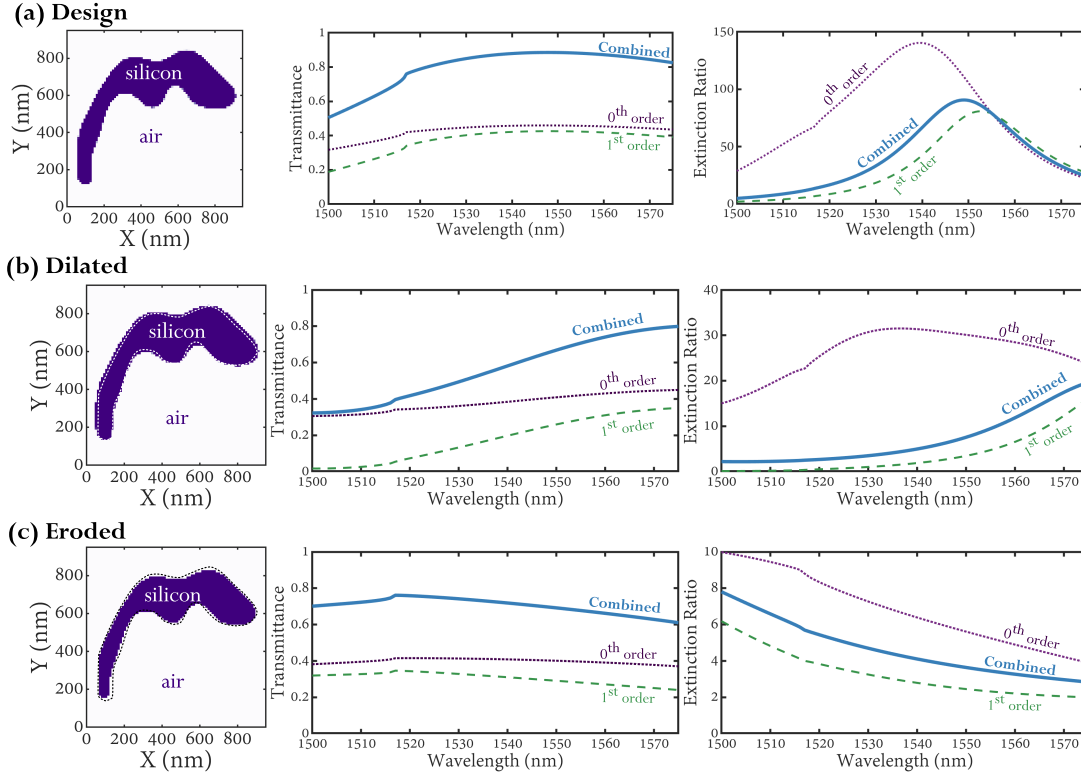 (a) Design
silicon
air
800
600
400
200
0
0 200 400 600 800
Y (nm)
X (nm)
Combined
0th order
1st order
1
0.8
0.6
0.4
0.2
0
1500 1510 1520 1530 1540 1550 1560 1570
Transmittance
Wavelength (nm)
0th order
Combined
1st order
150
100
50
0
1500 1510 1520 1530 1540 1550 1560 1570
Extinction Ratio
Wavelength (nm)
(b) Dilated
silicon
air
800
600
400
200
0
0 200 400 600 800
Y (nm)
X (nm)
Combined
0th order
1st order
1
0.8
0.6
0.4
0.2
0
1500 1510 1520 1530 1540 1550 1560 1570
Transmittance
Wavelength (nm)
0th order
Combined
1st order
40
30
20
10
0
1500 1510 1520 1530 1540 1550 1560 1570
Extinction Ratio
Wavelength (nm)
(c) Eroded
silicon
air
800
600
400
200
0
0 200 400 600 800
Y (nm)
X (nm)
Combined
0th order
1st order
1
0.8
0.6
0.4
0.2
0
1500 1510 1520 1530 1540 1550 1560 1570
Transmittance
Wavelength (nm)
0th order
Combined
1st order
10
8
6
4
2
0
1500 1510 1520 1530 1540 1550 1560 1570
Extinction Ratio
Wavelength (nm)